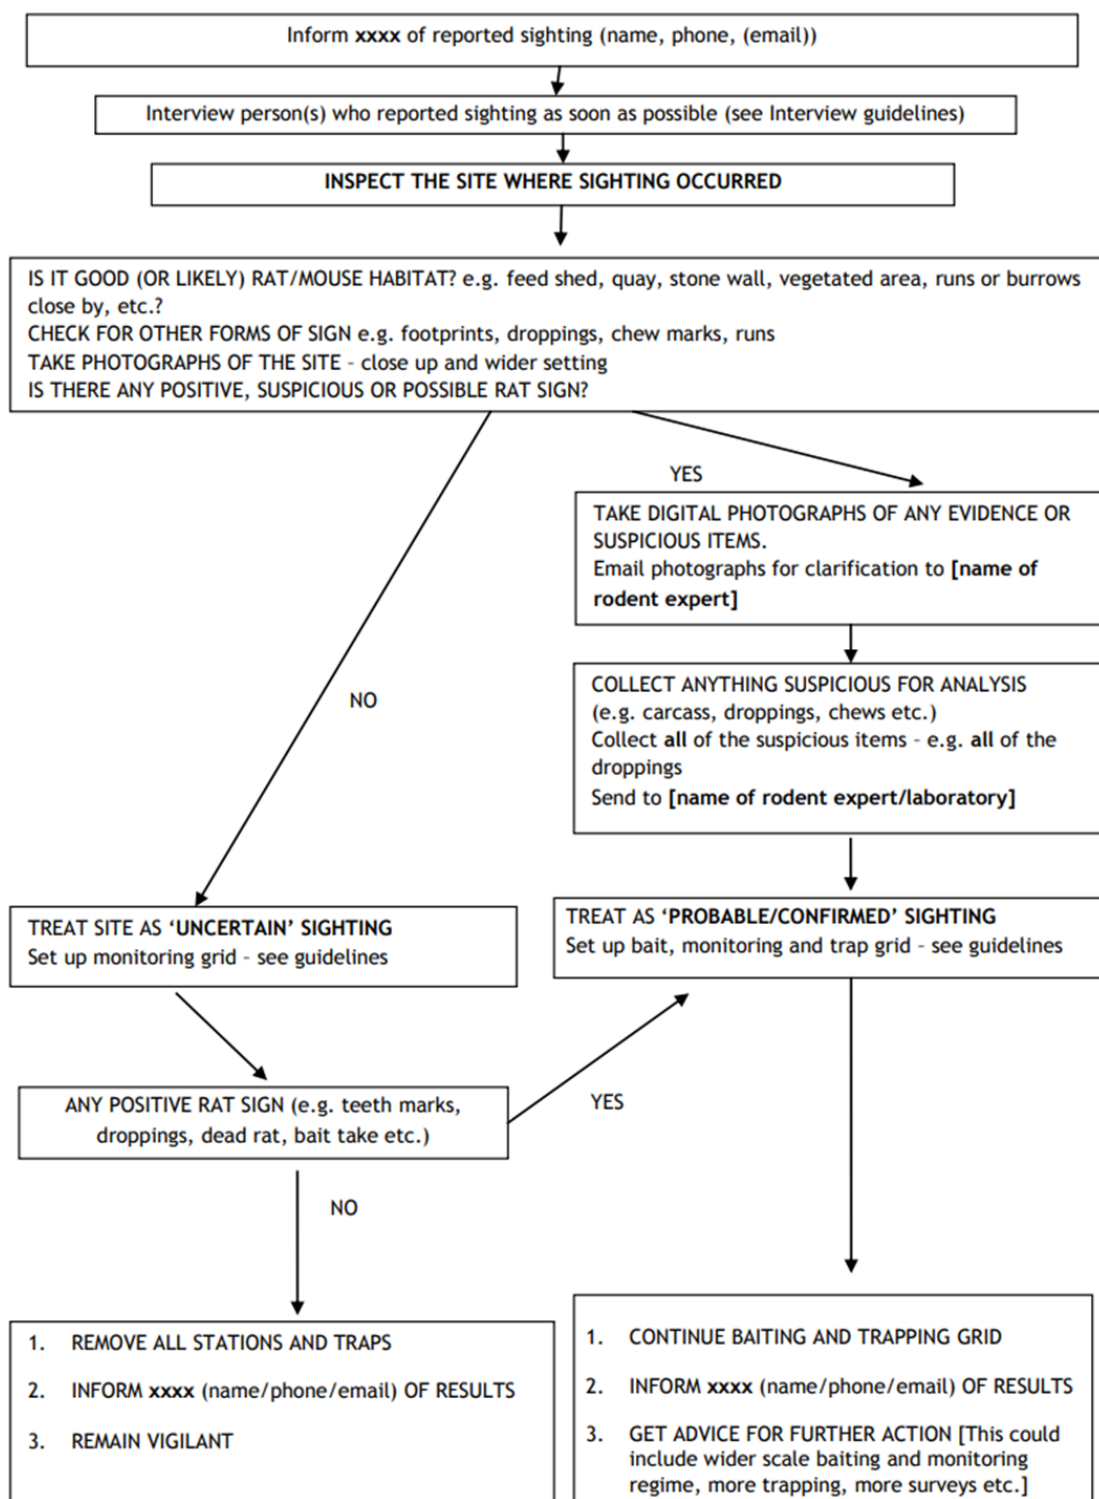 Inform xxxx of reported sighting (name, phone, (email))
Interview person(s) who reported sighting as soon as possible (see Interview guidelines)
INSPECT THE SITE WHERE SIGHTING OCCURRED
IS IT GOOD (OR LIKELY) RAT/MOUSE HABITAT? e.g. feed shed, quay, stone wall, vegetated area, runs or burrows
close by, etc.?
CHECK FOR OTHER FORMS OF SIGN e.g. footprints, droppings, chew marks, runs
TAKE PHOTOGRAPHS OF THE SITE - close up and wider setting
IS THERE ANY POSITIVE, SUSPICIOUS OR POSSIBLE RAT SIGN?
YES
TAKE DIGITAL PHOTOGRAPHS OF ANY EVIDENCE OR
SUSPICIOUS ITEMS.
Email photographs for clarification to [name of
rodent expert]
COLLECT ANYTHING SUSPICIOUS FOR ANALYSIS
(e.g. carcass, droppings, chews etc.)
Collect all of the suspicious items - e.g. all of the
droppings
Send to [name of rodent expert/laboratory]
NO
TREAT SITE AS ‘UNCERTAIN’ SIGHTING
Set up monitoring grid - see guidelines
TREAT AS ‘PROBABLE/CONFIRMED’ SIGHTING
Set up bait, monitoring and trap grid - see guidelines
ANY POSITIVE RAT SIGN (e.g. teeth marks,
droppings, dead rat, bait take etc.)
YES
NO
1. REMOVE ALL STATIONS AND TRAPS
2. INFORM xxxx (name/phone/email) OF RESULTS
3. REMAIN VIGILANT
1. CONTINUE BAITING AND TRAPPING GRID
2. INFORM xxxx (name/phone/email) OF RESULTS
3. GET ADVICE FOR FURTHER ACTION [This could
include wider scale baiting and monitoring
regime, more trapping, more surveys etc.]